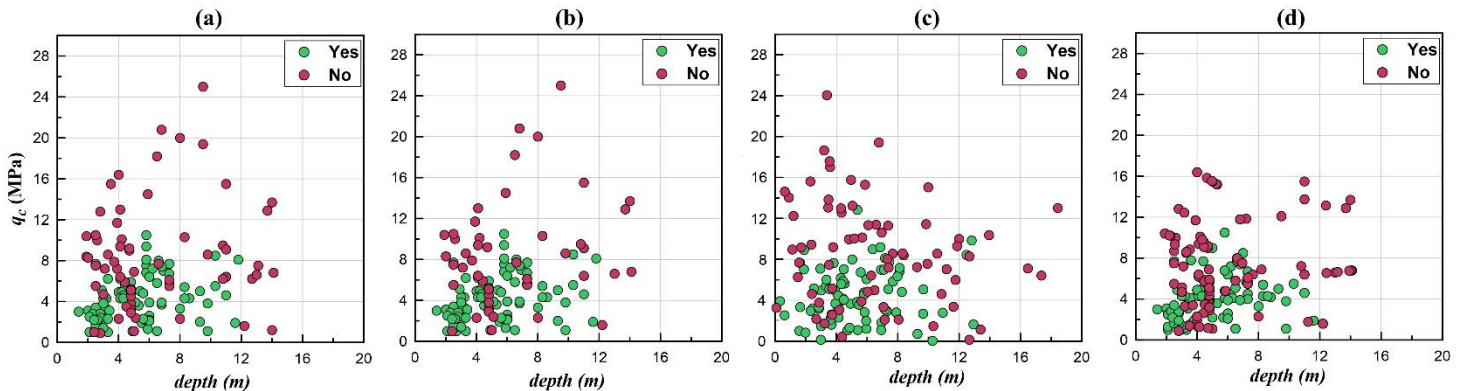 (a) (b) (c) (d)
28 Yes 28 Yes 28 Yes 28 Yes
No No No No
24 24 24 24
20 20 20 20
q_c (MPa)
16 16 16 16
12 12 12 12
8 8 8 8
4 4 4 4
0 0 0 0
0 4 8 12 16 20 0 4 8 12 16 20 0 4 8 12 16 20 0 4 8 12 16 20
depth (m) depth (m) depth (m) depth (m)